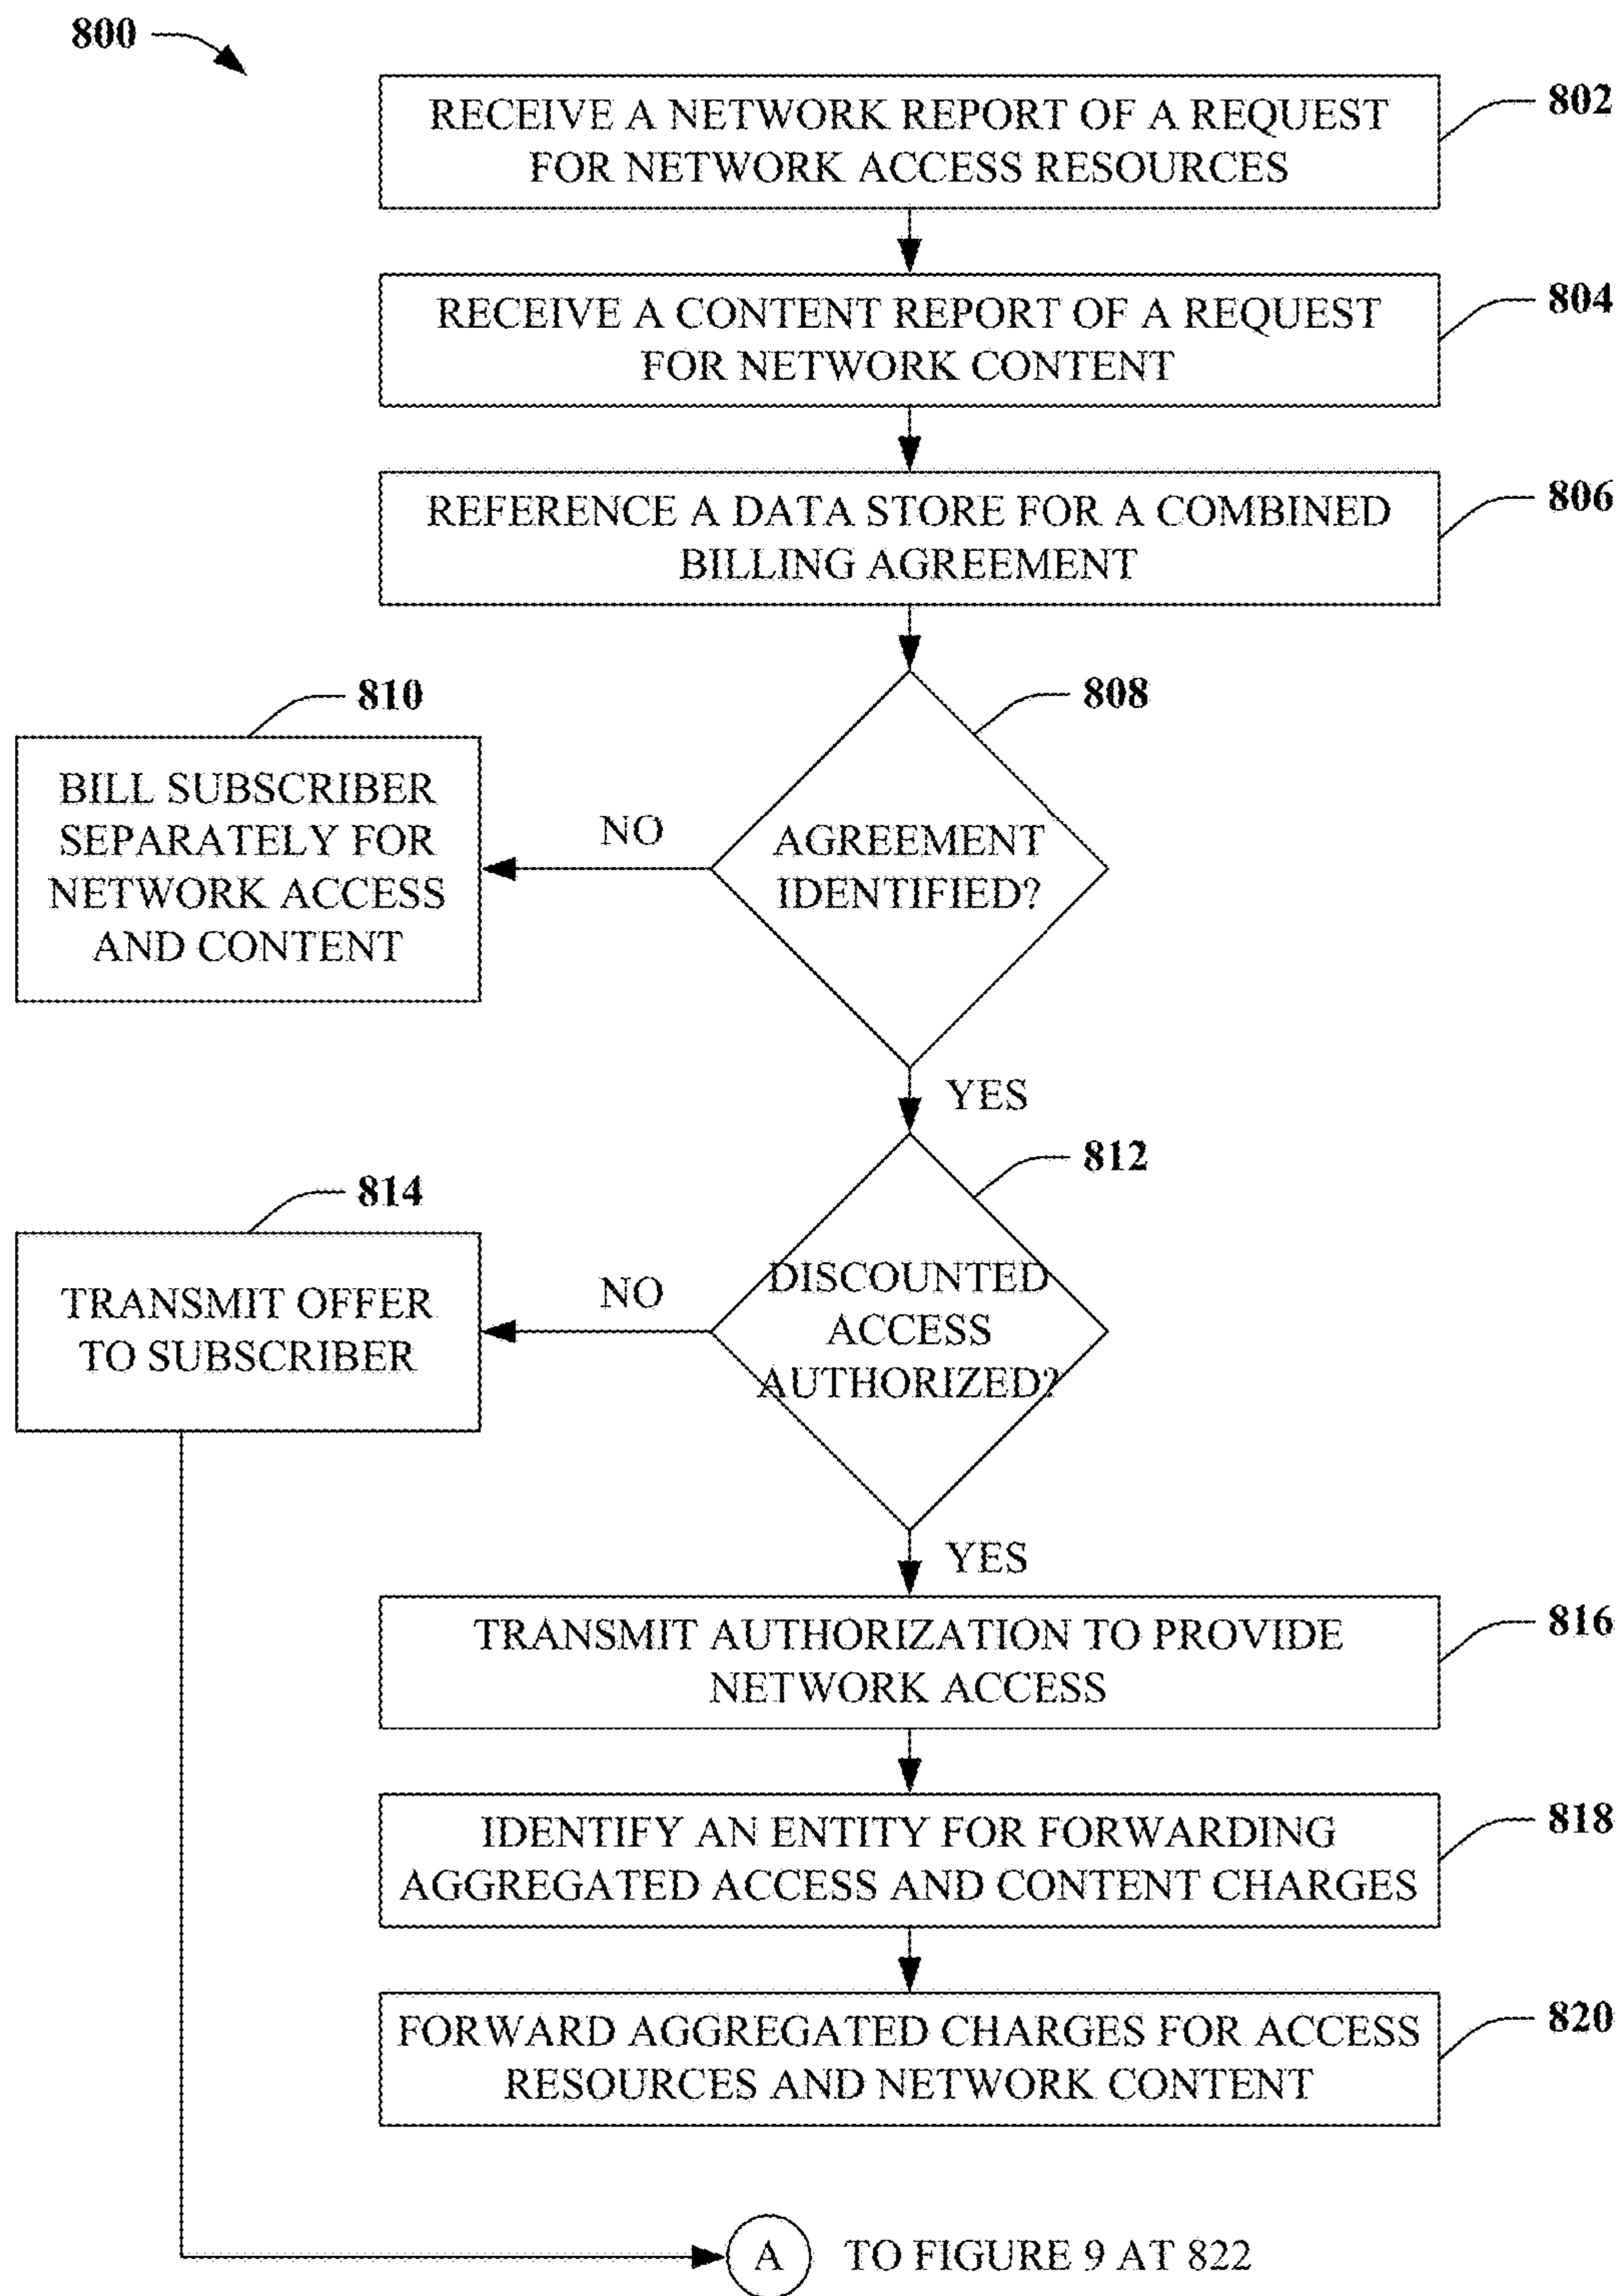 800
RECEIVE A NETWORK REPORT OF A REQUEST
FOR NETWORK ACCESS RESOURCES
802
RECEIVE A CONTENT REPORT OF A REQUEST
FOR NETWORK CONTENT
804
REFERENCE A DATA STORE FOR A COMBINED
BILLING AGREEMENT
806
AGREEMENT
IDENTIFIED?
808
NO
810
BILL SUBSCRIBER
SEPARATELY FOR
NETWORK ACCESS
AND CONTENT
YES
DISCOUNTED
ACCESS
AUTHORIZED?
812
NO
814
TRANSMIT OFFER
TO SUBSCRIBER
YES
TRANSMIT AUTHORIZATION TO PROVIDE
NETWORK ACCESS
816
IDENTIFY AN ENTITY FOR FORWARDING
AGGREGATED ACCESS AND CONTENT CHARGES
818
FORWARD AGGREGATED CHARGES FOR ACCESS
RESOURCES AND NETWORK CONTENT
820
A TO FIGURE 9 AT 822